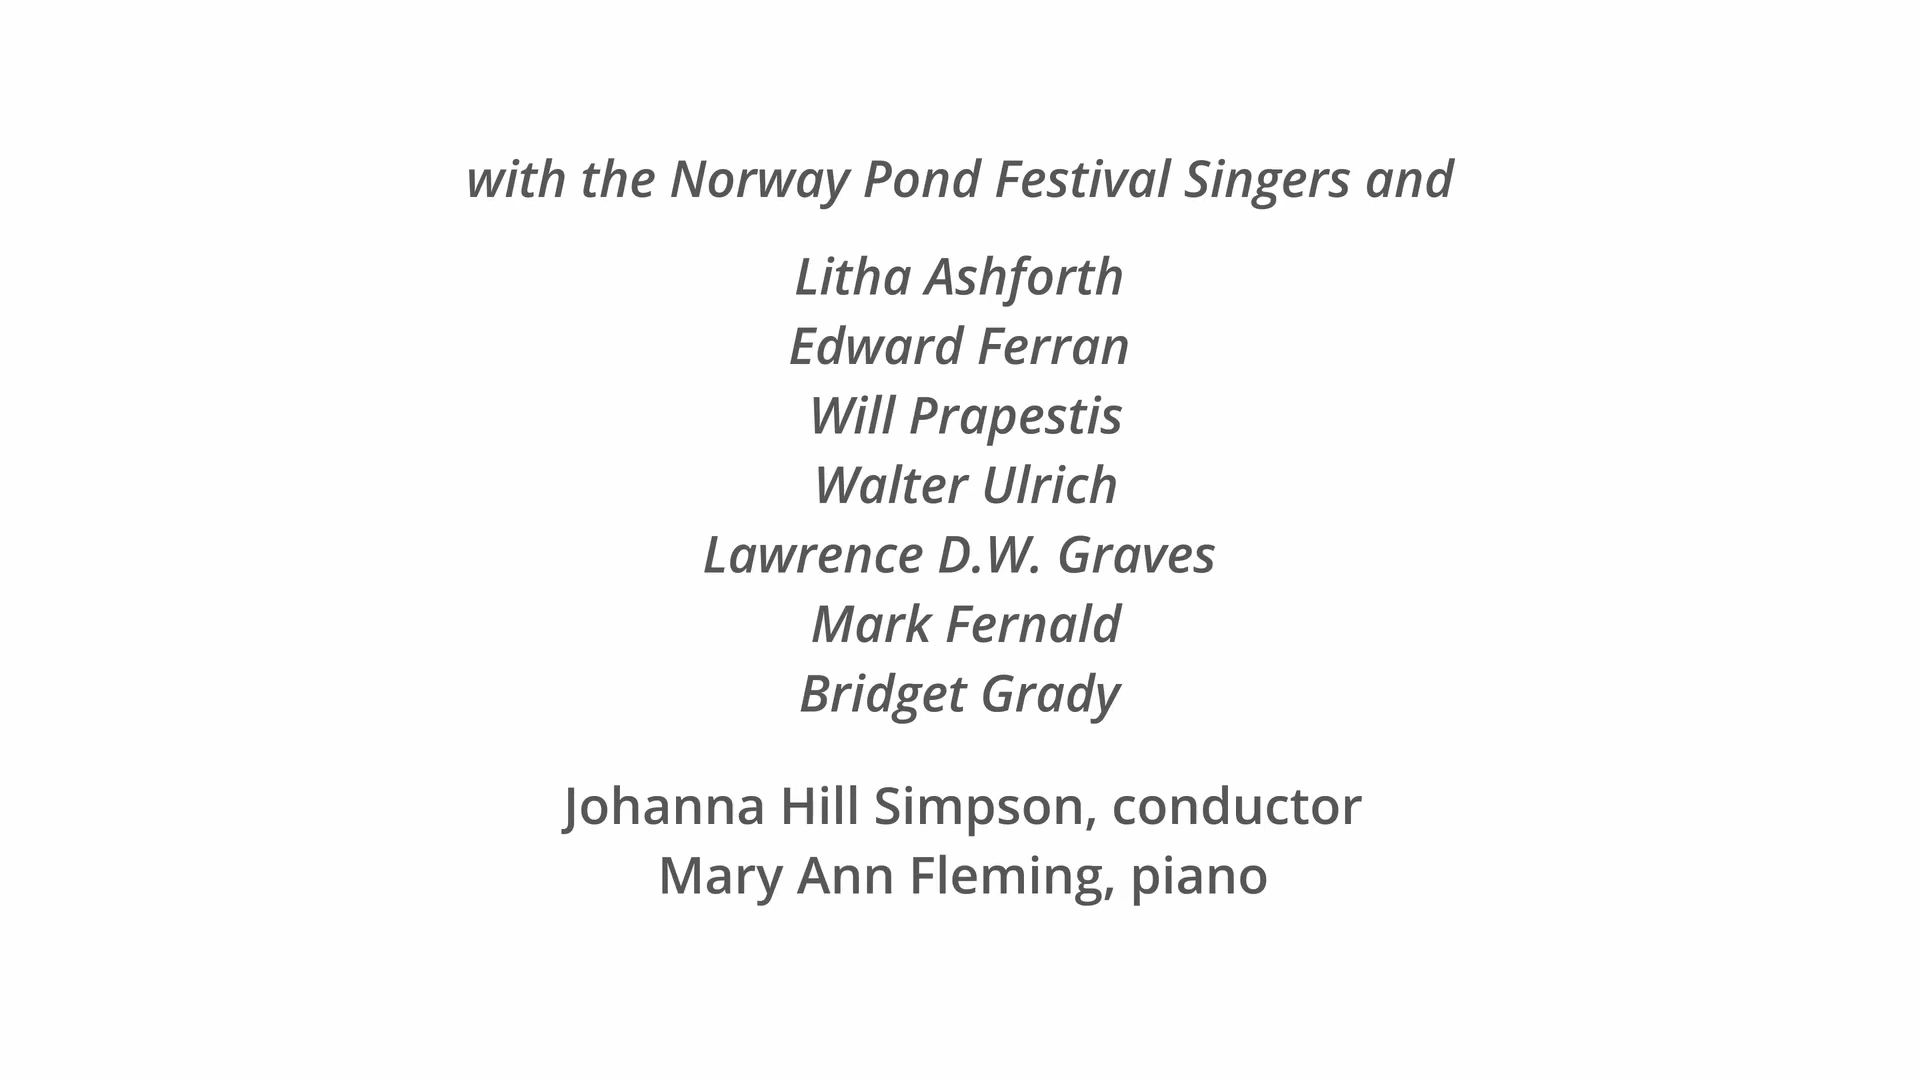 with the Norway Pond Festival Singers and
Litha Ashforth
Edward Ferran
Will Prapestis
Walter Ulrich
Lawrence D.W. Graves
Mark Fernald
Bridget Grady
Johanna Hill Simpson, conductor
Mary Ann Fleming, piano